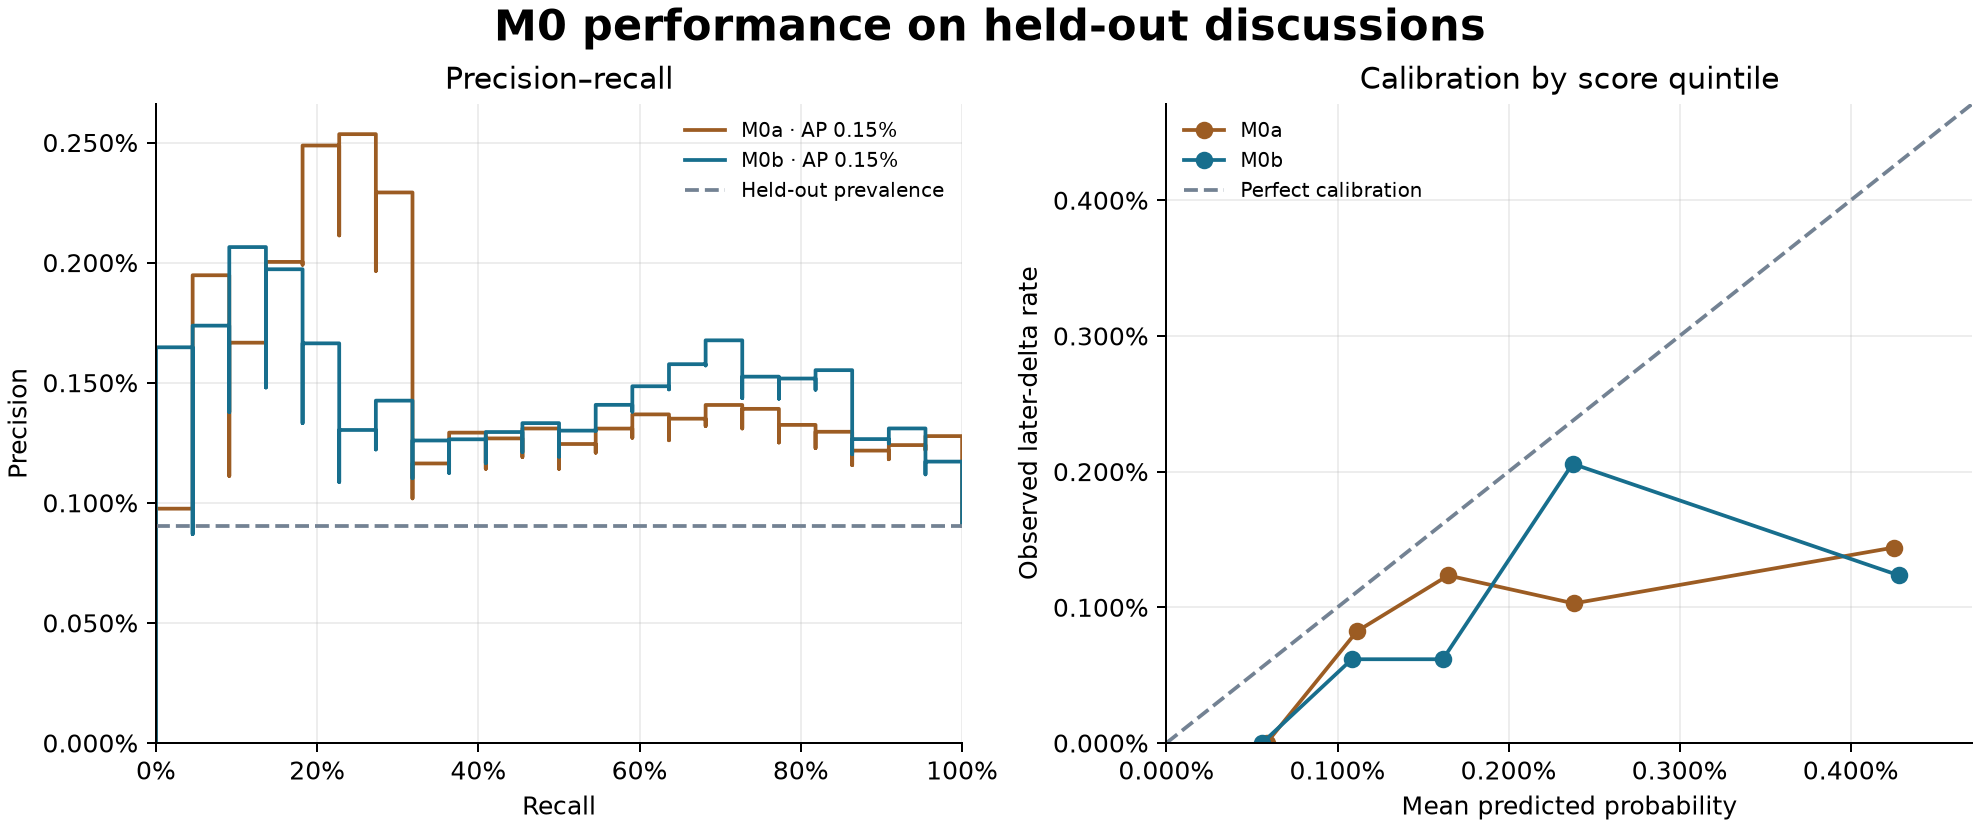 M0 performance on held-out discussions
Precision–recall
M0a · AP 0.15%
M0b · AP 0.15%
Held-out prevalence
Precision
0.250%
0.200%
0.150%
0.100%
0.050%
0.000%
0%
20%
40%
60%
80%
100%
Recall
Calibration by score quintile
M0a
M0b
Perfect calibration
Observed later-delta rate
0.400%
0.300%
0.200%
0.100%
0.000%
0.000%
0.100%
0.200%
0.300%
0.400%
Mean predicted probability